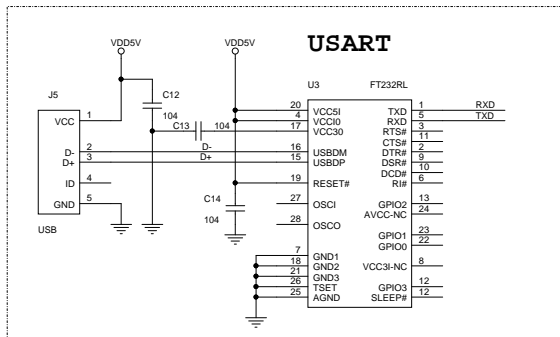 USART
VDD5V
VDD5V
J5
VCC
1
D-
2
D+
3
ID
4
GND
5
USB
C12
104
C13
104
D-
D+
C14
104
U3
FT232RL
20 VCC5I
4 VCCI0
17 VCC30
16 USBDM
15 USBDP
19 RESET#
27 OSCI
28 OSCO
7 GND1
18 GND2
21 GND3
26 TSET
25 AGND
TXD 1 RXD
RXD 5 TXD
RTS# 3
CTS# 11
DTR# 2
DSR# 9
DCD# 10
RI# 6
GPIO2 13
AVCC-NC 24
GPIO1 23
GPIO0 22
VCC3I-NC 8
GPIO3 12
SLEEP# 12